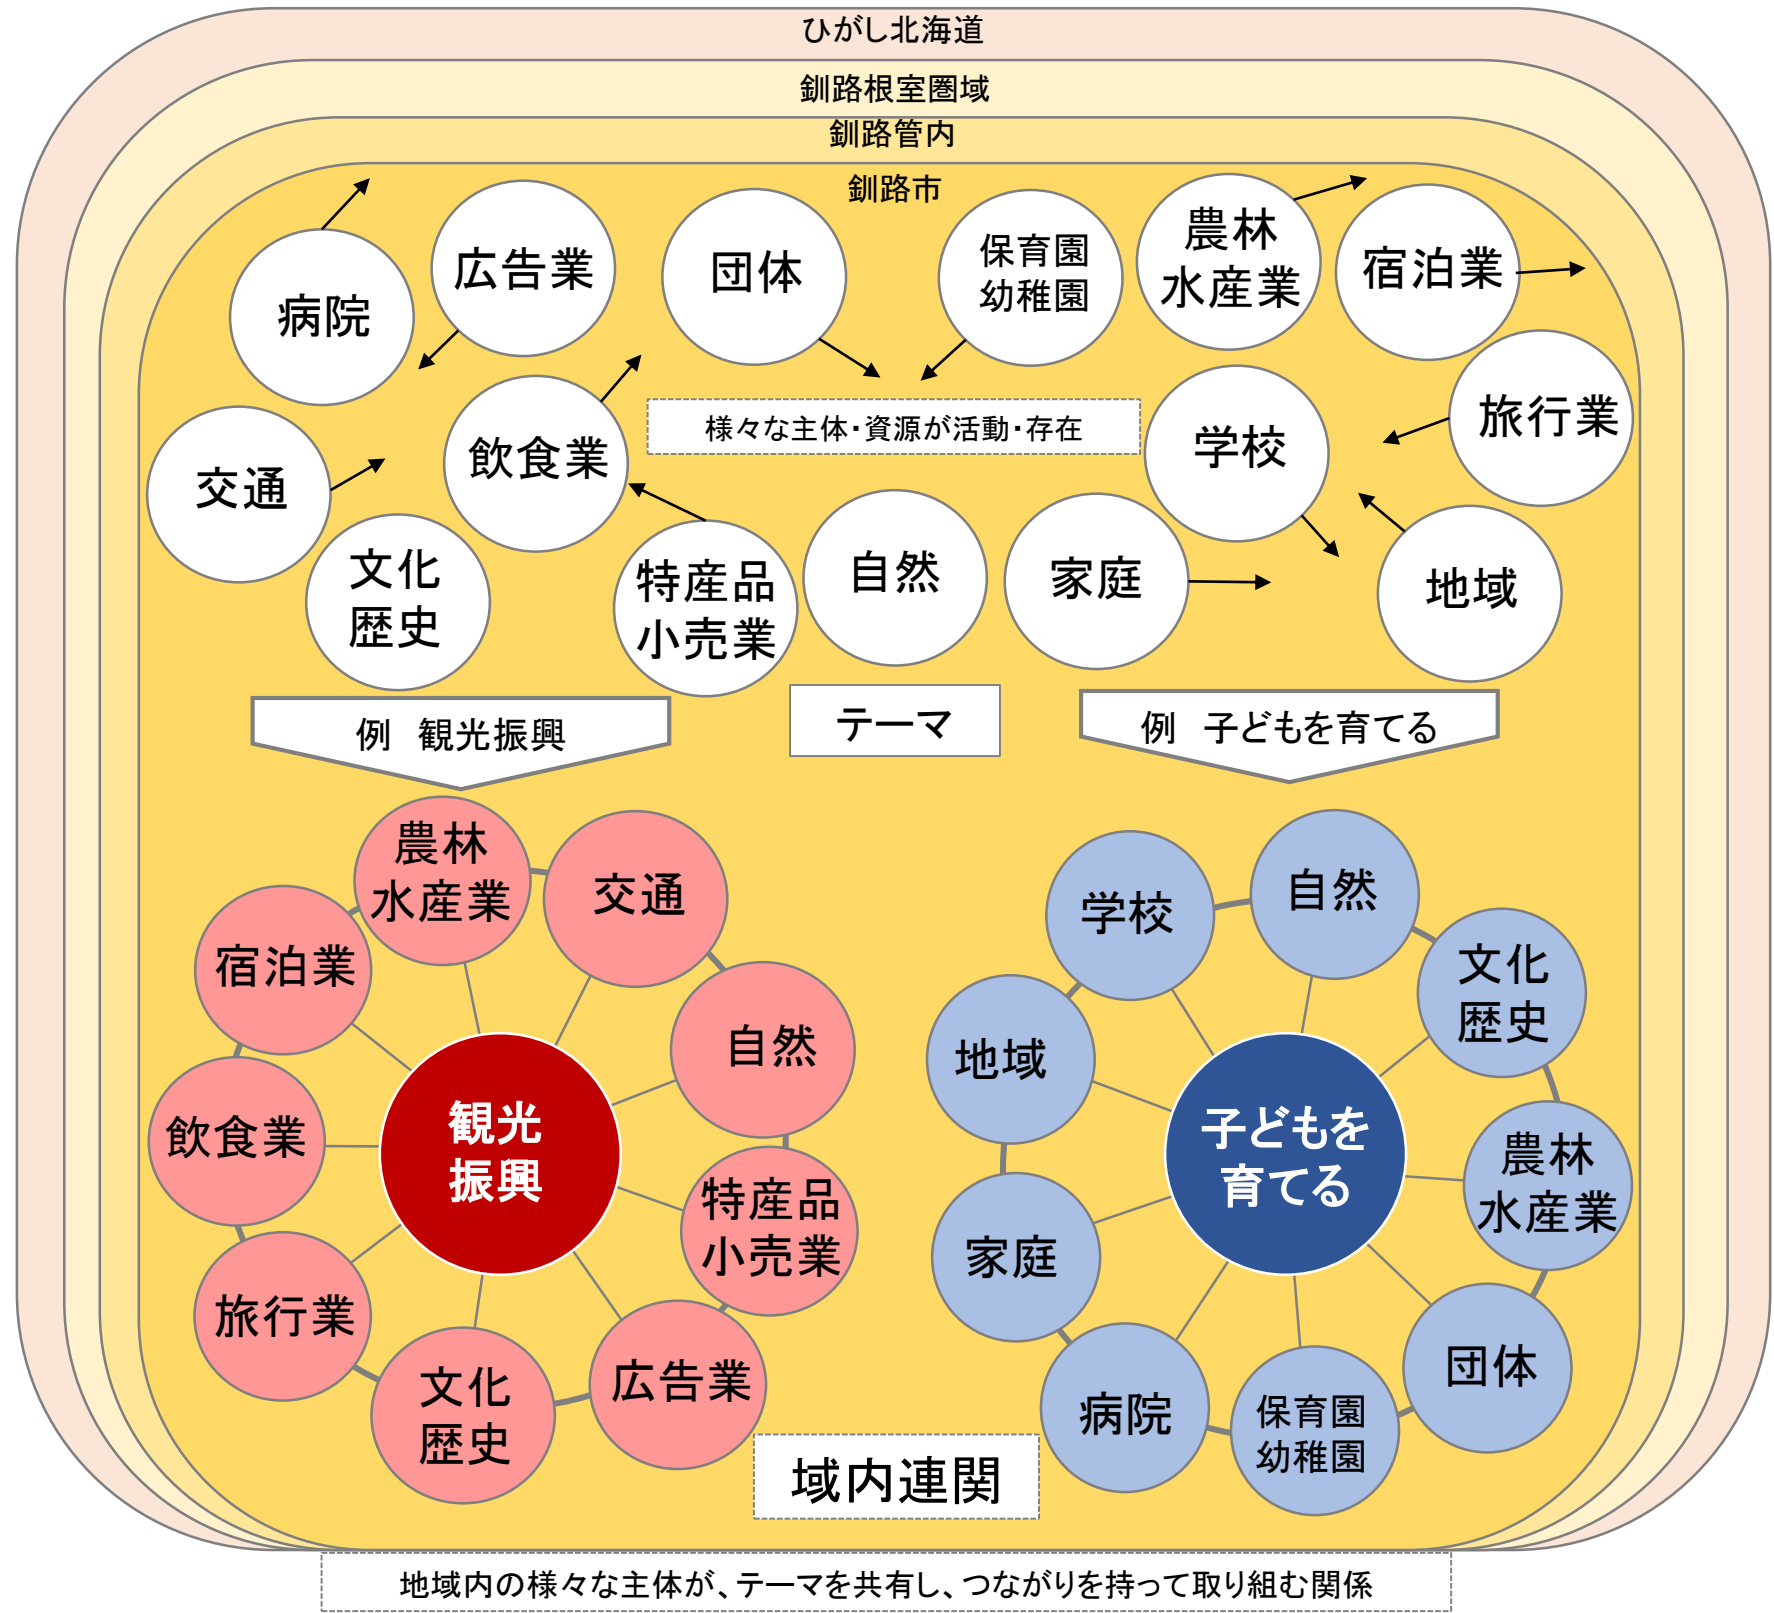 ひがし北海道
釧路根室圏域
釧路管内
釧路市
病院
広告業
団体
保育園
幼稚園
農林
水産業
宿泊業
旅行業
交通
飲食業
様々な主体・資源が活動・存在
学校
文化
歴史
特産品
小売業
自然
家庭
地域
例　観光振興
テーマ
例　子どもを育てる
農林
水産業
交通
宿泊業
自然
飲食業
観光
振興
特産品
小売業
旅行業
文化
歴史
広告業
学校
自然
文化
歴史
地域
子どもを
育てる
農林
水産業
家庭
団体
病院
保育園
幼稚園
域内連関
地域内の様々な主体が、テーマを共有し、つながりを持って取り組む関係